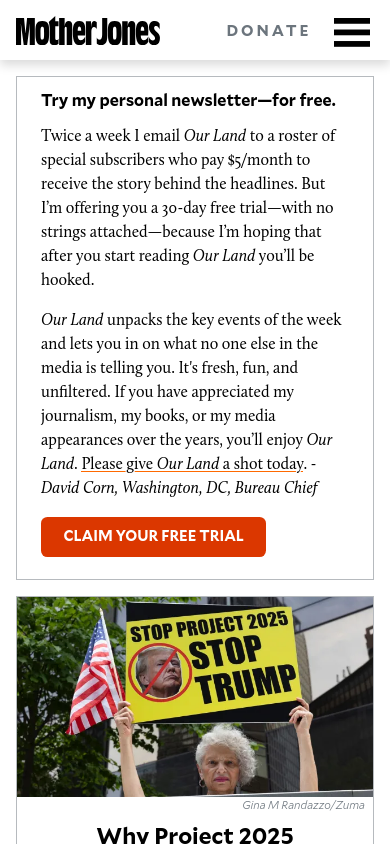 Mother Jones
DONATE
Try my personal newsletter—for free.
Twice a week I email Our Land to a roster of
special subscribers who pay $5/month to
receive the story behind the headlines. But
I’m offering you a 30-day free trial—with no
strings attached—because I’m hoping that
after you start reading Our Land you’ll be
hooked.
Our Land unpacks the key events of the week
and lets you in on what no one else in the
media is telling you. It's fresh, fun, and
unfiltered. If you have appreciated my
journalism, my books, or my media
appearances over the years, you’ll enjoy Our
Land. Please give Our Land a shot today. -
David Corn, Washington, DC, Bureau Chief
CLAIM YOUR FREE TRIAL
STOP PROJECT 2025
STOP
TRUMP
Gina M Randazzo/Zuma
Why Project 2025